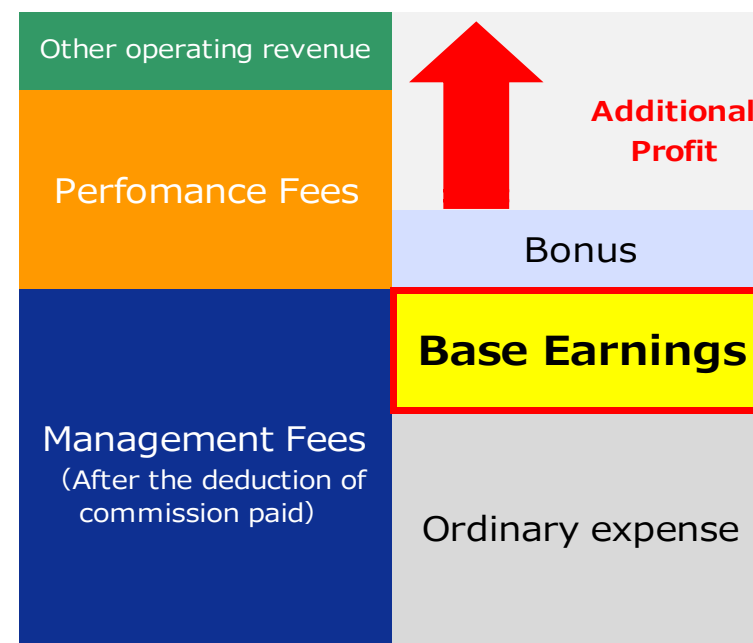 Other operating revenue
Perfomance Fees
Management Fees
（After the deduction of
commission paid）
Additional
Profit
Bonus
Base Earnings
Ordinary expense